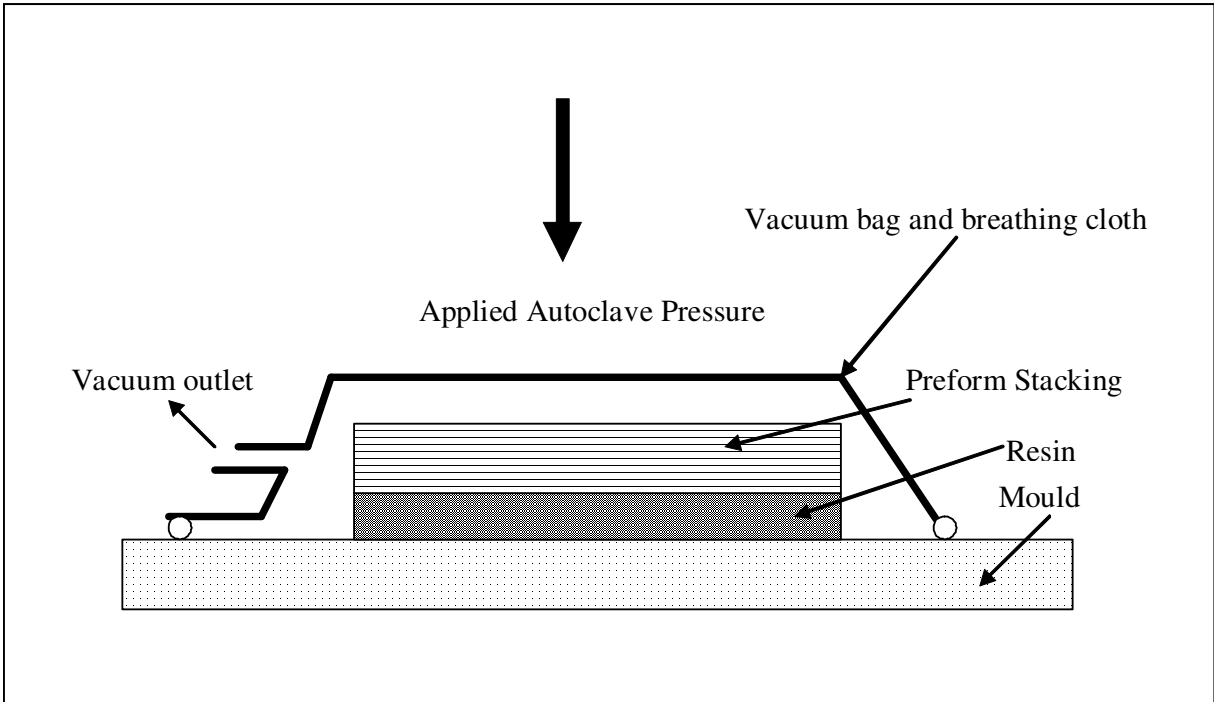 Vacuum bag and breathing cloth
Applied Autoclave Pressure
Vacuum outlet
Preform Stacking
Resin
Mould